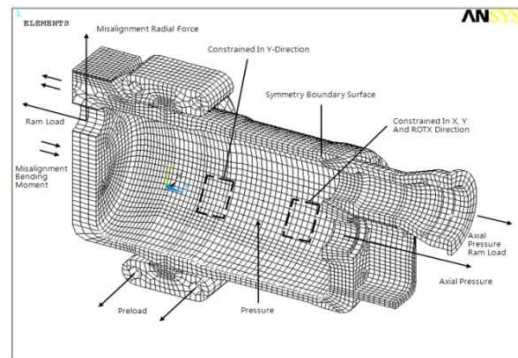 1
ELEMENTS
ANSYS
Misalignment Radial Force
Constrained In Y-Direction
Symmetry Boundary Surface
Constrained In X, Y
And ROTX Direction
Ram Load
Misalignment
Bending
Moment
Axial
Pressure
Ram Load
Axial Pressure
Preload
Pressure